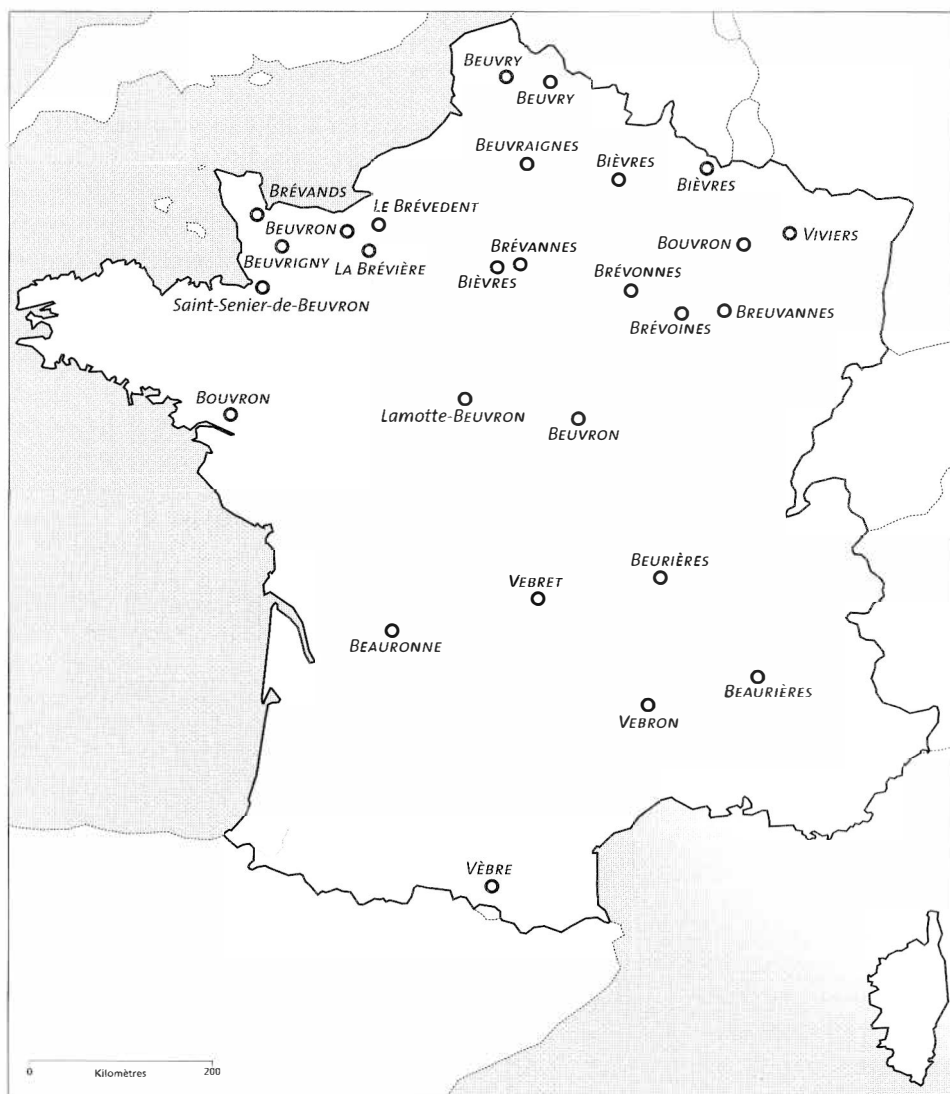 BEUVRY
BEUVRY
BEUVRAIGNES
BIÈVRES
BIÈVRES
BRÉVANDS
LE BRÉVEDENT
BEUVRON
BEUVRIGNY
LA BRÉVIÈRE
BRÉVANNES
BIÈVRES
BOUVRON
VIVIERS
BRÉVONNES
BRÉVOINES
BREUVANNES
Saint-Senier-de-BEUVRON
BOUVRON
Lamotte-BEUVRON
BEUVRON
BEURIÈRES
VEBRET
BEAURONNE
BEAURIÈRES
VEBRON
VÈBRE
0 Kilomètres 200